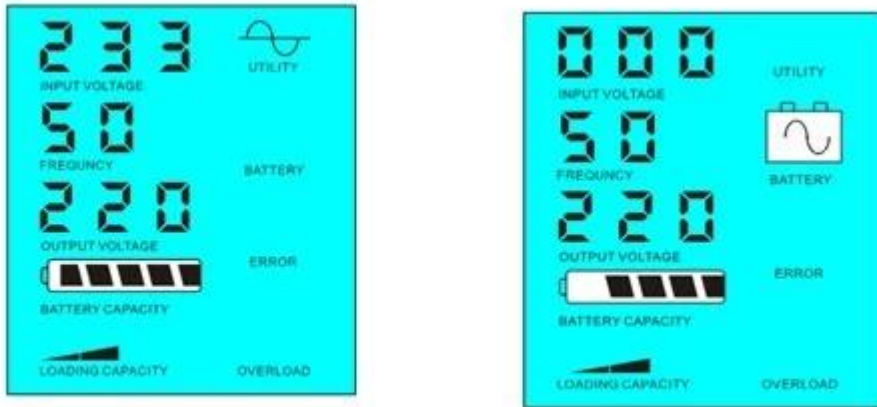 233
INPUT VOLTAGE
UTILITY
50
FREQUNCY
BATTERY
220
OUTPUT VOLTAGE
ERROR
BATTERY CAPACITY
LOADING CAPACITY
OVERLOAD
000
INPUT VOLTAGE
UTILITY
50
FREQUNCY
BATTERY
220
OUTPUT VOLTAGE
ERROR
BATTERY CAPACITY
LOADING CAPACITY
OVERLOAD